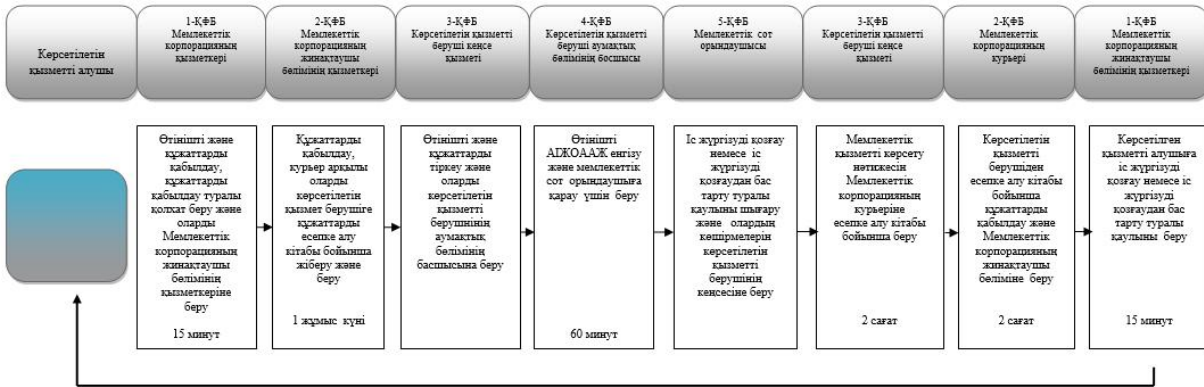 Көрсетілетін
қызметті алушы
1-ҚФБ
Мемлекеттік
корпорацияның
қызметкері
2-ҚФБ
Мемлекеттік
корпорацияның
жинақтаушы
бөлімінің қызметкері
3-ҚФБ
Көрсетілетін қызметті
беруші кеңсе
қызметі
4-ҚФБ
Көрсетілетін қызметті
беруші аумақтық
бөлімінің босшысы
5-ҚФБ
Мемлекеттік сот
орындаушысы
3-ҚФБ
Көрсетілетін қызметті
беруші кеңсе
қызметі
2-ҚФБ
Мемлекеттік
корпорацияның
курьері
1-ҚФБ
Мемлекеттік
корпорацияның
жинақтаушы
бөлімінің қызметкері
Өтінішті және
құжаттарды
қабылдау,
құжаттарды
қабылдау туралы
қолхат беру және
оларды
Мемлекеттік
корпорацияның
жинақтаушы
бөлімінің
қызметкеріне
беру
15 минут
Құжаттарды
қабылдау,
курьер арқылы
оларды
көрсетілетін
қызмет берушіге
құжаттарды
есепке алу
кітабы бойынша
жіберу және
беру
1 жұмыс күні
Өтінішті және
құжаттарды
тіркеу және
оларды
көрсетілетін
қызметті
берушнінің
аумақтық
бөлімінің
басшысына беру
Өтінішті
АІЖОААЖ енгізу
және мемлекеттік
сот орындаушыға
қарау үшін беру
60 минут
Іс жүргізуді қозғау
немесе іс
жүргізуді
қозғаудан бас
тарту туралы
қаулыны шығару
және олардың
көшірмелерін
көрсетілетін
қызметті
берушінің
кеңсесіне беру
Мемлекеттік
қызметті көрсету
нәтижесін
Мемлекеттік
корпорацияның
курьеріне
есепке алу кітабы
бойынша беру
2 сағат
Көрсетілетін
қызметті
берушіден
есепке алу кітабы
бойынша
құжаттарды
қабылдау және
Мемлекеттік
корпорацияның
жинақтаушы
бөліміне беру
2 сағат
Көрсетілген
қызметті алушыға
іс жүргізуді
қозғау немесе іс
жүргізуді
қозғаудан бас
тарту туралы
қаулыны беру
15 минут